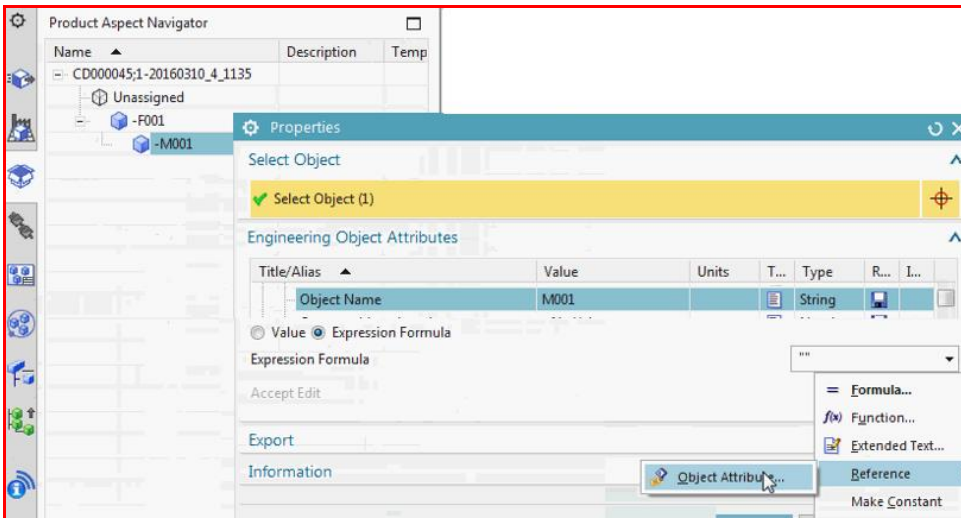 Product Aspect Navigator
Name Description Temp
CD000045;1-20160310_4_1135
Unassigned
-F001
-M001
Properties
Select Object
Select Object (1)
Engineering Object Attributes
Title/Alias Value Units T... Type R... I...
Object Name M001 String
Value Expression Formula
Expression Formula ""
Accept Edit
= Formula...
f(x) Function...
Export
Extended Text...
Information
Object Attribute...
Reference
Make Constant